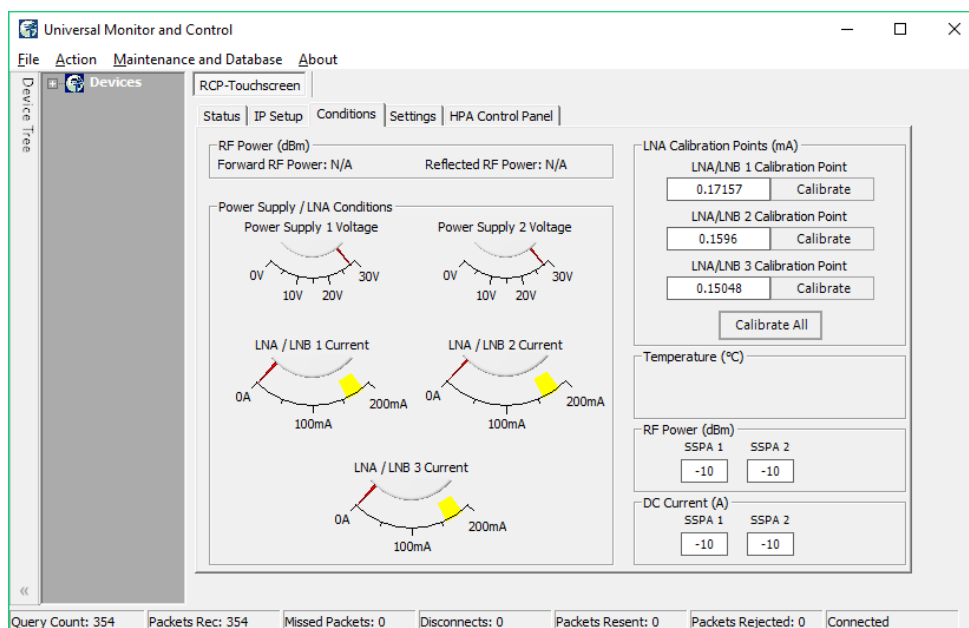 Universal Monitor and Control
File Action Maintenance and Database About
Device Tree
Devices
RCP-Touchscreen
Status IP Setup Conditions Settings HPA Control Panel
RF Power (dBm)
Forward RF Power: N/A Reflected RF Power: N/A
Power Supply / LNA Conditions
Power Supply 1 Voltage Power Supply 2 Voltage
0V 30V 0V 30V
10V 20V 10V 20V
LNA / LNB 1 Current LNA / LNB 2 Current
0A 200mA 0A 200mA
100mA 100mA
LNA / LNB 3 Current
0A 200mA
100mA
LNA Calibration Points (mA)
LNA/LNB 1 Calibration Point
0.17157 Calibrate
LNA/LNB 2 Calibration Point
0.1596 Calibrate
LNA/LNB 3 Calibration Point
0.15048 Calibrate
Calibrate All
Temperature (°C)
RF Power (dBm)
SSPA 1 SSPA 2
-10 -10
DC Current (A)
SSPA 1 SSPA 2
-10 -10
Query Count: 354 Packets Rec: 354 Missed Packets: 0 Disconnects: 0 Packets Resent: 0 Packets Rejected: 0 Connected